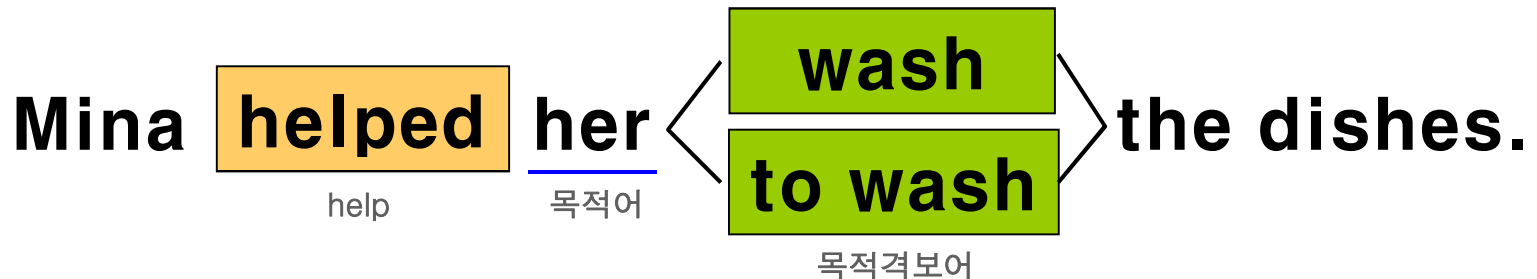 wash
Mina helped her the dishes.
to wash
help 목적어
목적격보어